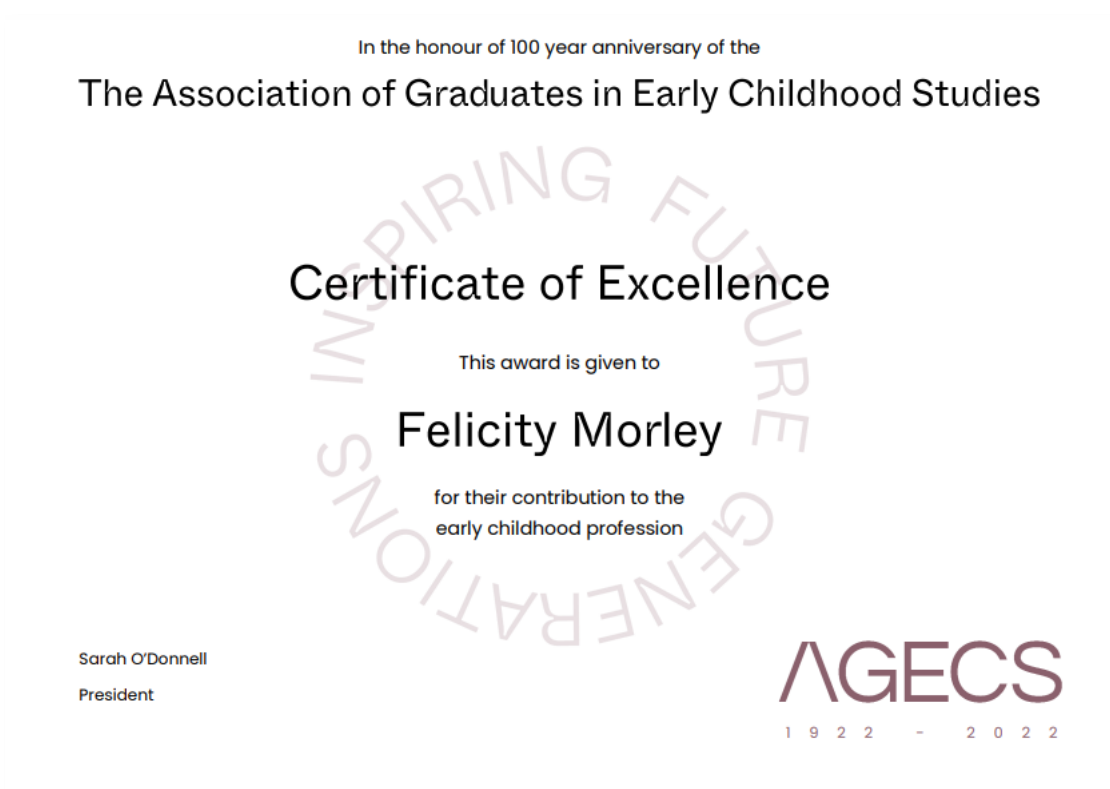 In the honour of 100 year anniversary of the
The Association of Graduates in Early Childhood Studies
INSPIRING FUTURE GENERATIONS
Certificate of Excellence
This award is given to
Felicity Morley
for their contribution to the
early childhood profession
Sarah O'Donnell
President
AGECS
1922 - 2022